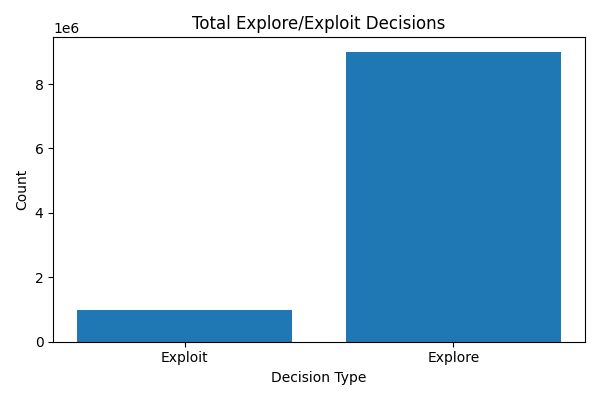 Total Explore/Exploit Decisions
1e6
8
6
4
2
0
Count
Exploit
Explore
Decision Type